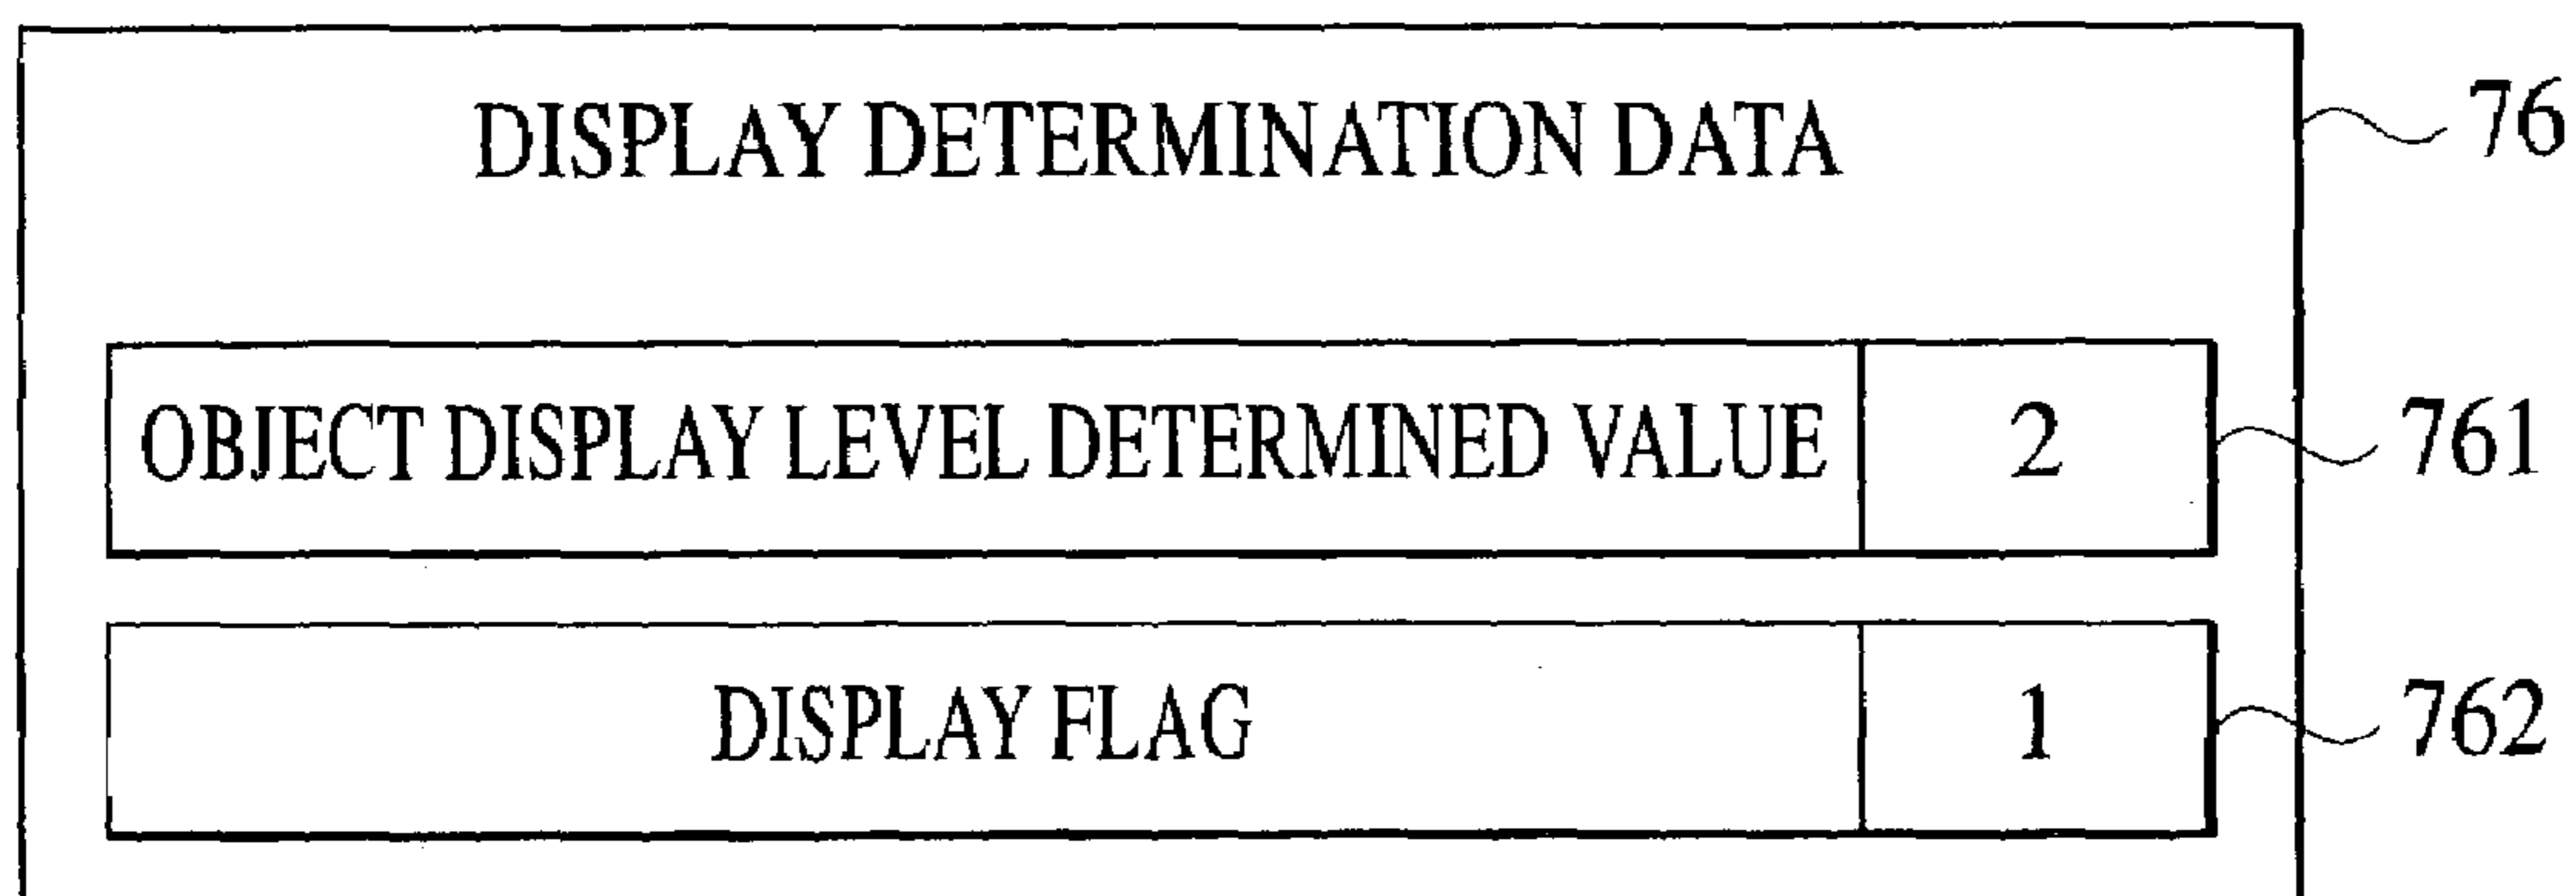 DISPLAY DETERMINATION DATA 76
OBJECT DISPLAY LEVEL DETERMINED VALUE 2 761
DISPLAY FLAG 1 762